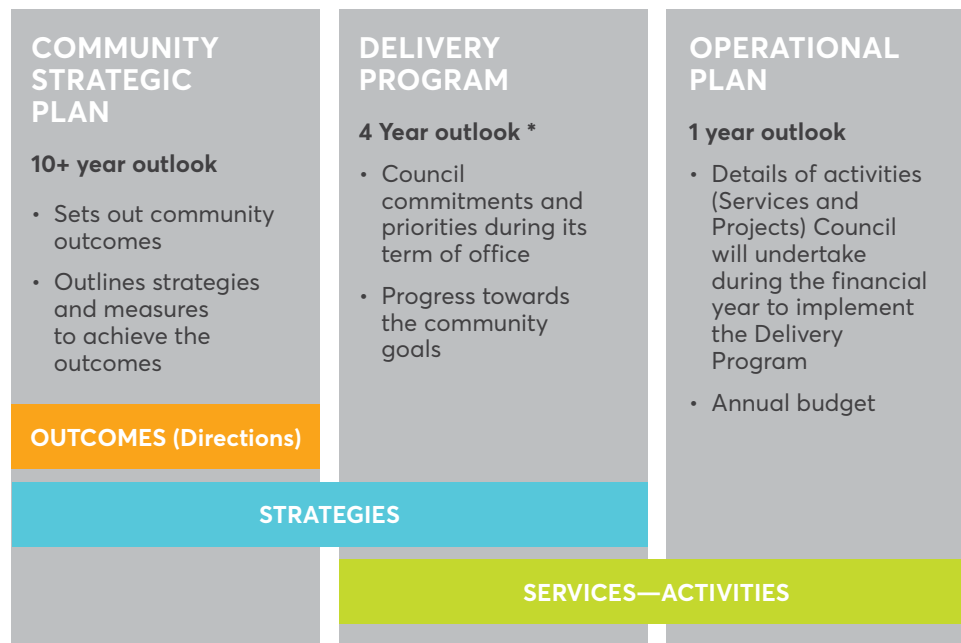 COMMUNITY
STRATEGIC
PLAN
10+ year outlook
• Sets out community
outcomes
• Outlines strategies
and measures
to achieve the
outcomes
OUTCOMES (Directions)
DELIVERY
PROGRAM
4 Year outlook *
• Council
commitments and
priorities during its
term of office
• Progress towards
the community
goals
STRATEGIES
OPERATIONAL
PLAN
1 year outlook
• Details of activities
(Services and
Projects) Council
will undertake
during the financial
year to implement
the Delivery
Program
• Annual budget
SERVICES—ACTIVITIES